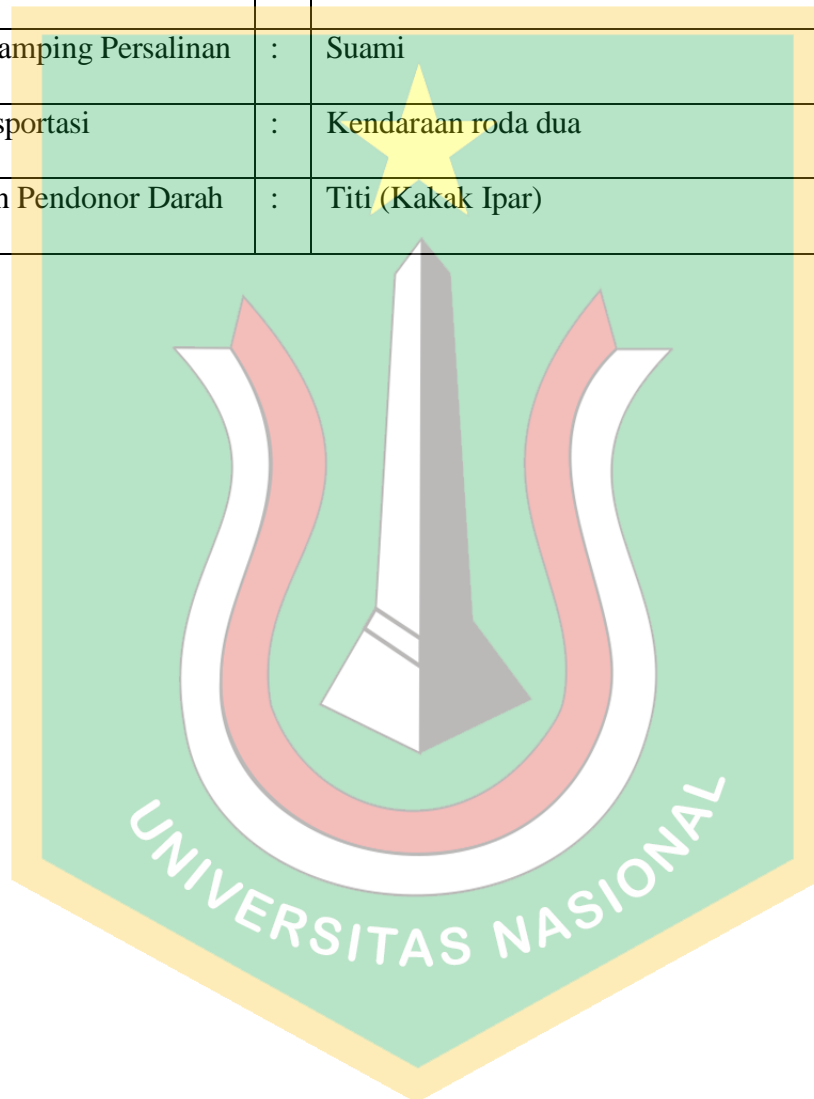 amping Persalinan : Suami
sportasi : Kendaraan roda dua
n Pendonor Darah : Titi (Kakak Ipar)
UNIVERSITAS NASIONAL